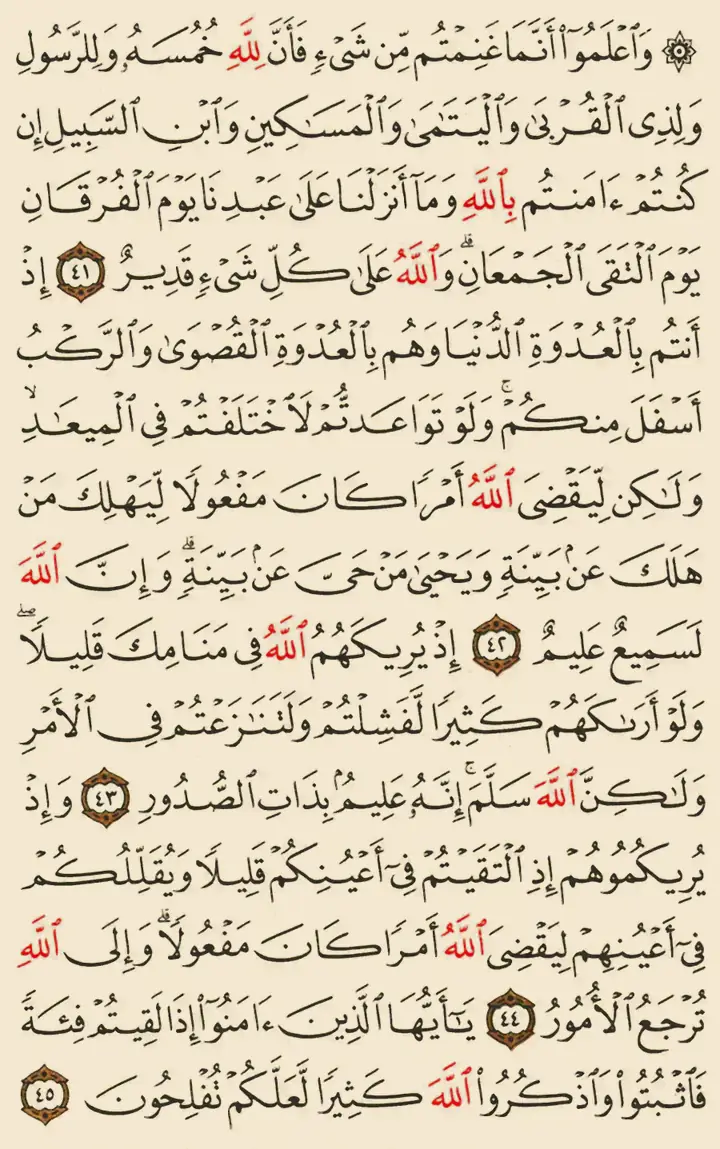 ۞ وَٱعْلَمُوٓا۟ أَنَّمَا غَنِمْتُم مِّن شَىْءٍ فَأَنَّ لِلَّهِ خُمُسَهُۥ وَلِلرَّسُولِ
وَلِذِى ٱلْقُرْبَىٰ وَٱلْيَتَٰمَىٰ وَٱلْمَسَٰكِينِ وَٱبْنِ ٱلسَّبِيلِ إِن
كُنتُمْ ءَامَنتُم بِٱللَّهِ وَمَآ أَنزَلْنَا عَلَىٰ عَبْدِنَا يَوْمَ ٱلْفُرْقَانِ
يَوْمَ ٱلْتَقَى ٱلْجَمْعَانِ ۗ وَٱللَّهُ عَلَىٰ كُلِّ شَىْءٍ قَدِيرٌ ٤١ إِذْ
أَنتُم بِٱلْعُدْوَةِ ٱلدُّنْيَا وَهُم بِٱلْعُدْوَةِ ٱلْقُصْوَىٰ وَٱلرَّكْبُ
أَسْفَلَ مِنكُمْ ۚ وَلَوْ تَوَاعَدتُّمْ لَٱخْتَلَفْتُمْ فِى ٱلْمِيعَٰدِ ۙ
وَلَٰكِن لِّيَقْضِىَ ٱللَّهُ أَمْرًا كَانَ مَفْعُولًا لِّيَهْلِكَ مَنْ
هَلَكَ عَنۢ بَيِّنَةٍ وَيَحْيَىٰ مَنْ حَىَّ عَنۢ بَيِّنَةٍ ۗ وَإِنَّ ٱللَّهَ
لَسَمِيعٌ عَلِيمٌ ٤٢ إِذْ يُرِيكَهُمُ ٱللَّهُ فِى مَنَامِكَ قَلِيلًا ۖ
وَلَوْ أَرَىٰكَهُمْ كَثِيرًا لَّفَشِلْتُمْ وَلَتَنَٰزَعْتُمْ فِى ٱلْأَمْرِ
وَلَٰكِنَّ ٱللَّهَ سَلَّمَ ۚ إِنَّهُۥ عَلِيمٌۢ بِذَاتِ ٱلصُّدُورِ ٤٣ وَإِذْ
يُرِيكُمُوهُمْ إِذِ ٱلْتَقَيْتُمْ فِىٓ أَعْيُنِكُمْ قَلِيلًا وَيُقَلِّلُكُمْ
فِىٓ أَعْيُنِهِمْ لِيَقْضِىَ ٱللَّهُ أَمْرًا كَانَ مَفْعُولًا ۗ وَإِلَى ٱللَّهِ
تُرْجَعُ ٱلْأُمُورُ ٤٤ يَٰٓأَيُّهَا ٱلَّذِينَ ءَامَنُوٓا۟ إِذَا لَقِيتُمْ فِئَةً
فَٱثْبُتُوا۟ وَٱذْكُرُوا۟ ٱللَّهَ كَثِيرًا لَّعَلَّكُمْ تُفْلِحُونَ ٤٥